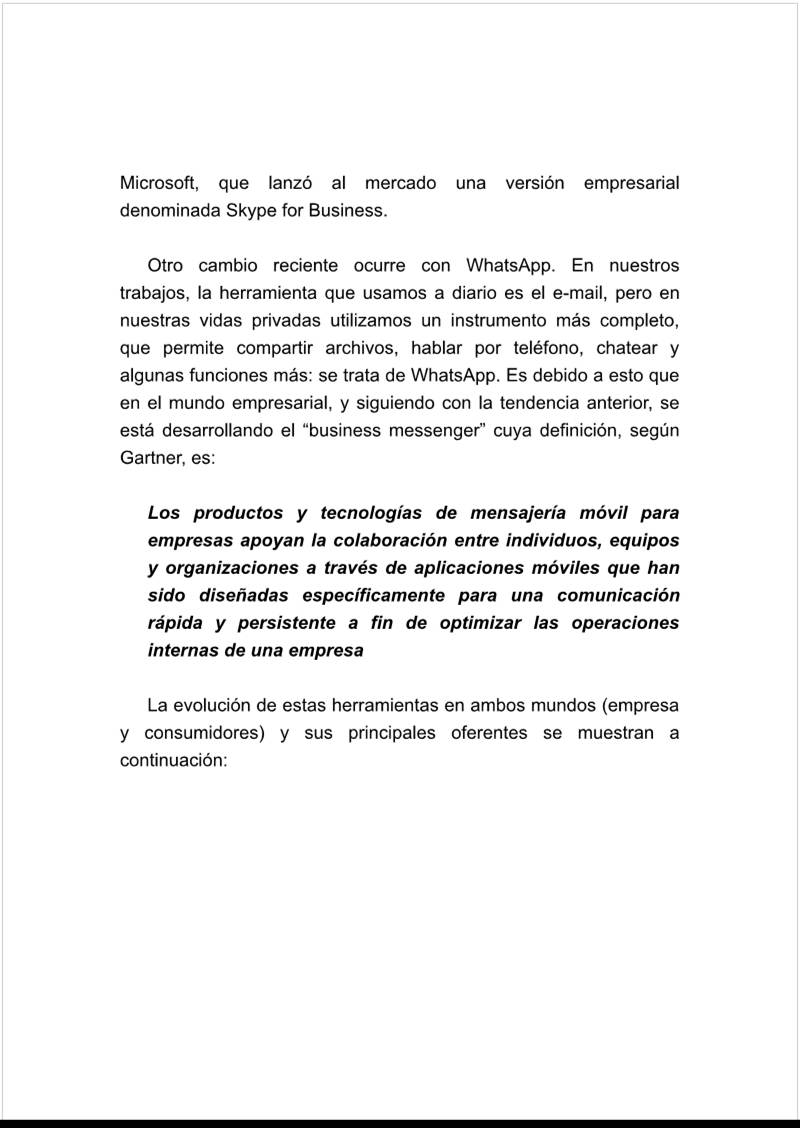 Microsoft, que lanzó al mercado una versión empresarial
denominada Skype for Business.
Otro cambio reciente ocurre con WhatsApp. En nuestros
trabajos, la herramienta que usamos a diario es el e-mail, pero en
nuestras vidas privadas utilizamos un instrumento más completo,
que permite compartir archivos, hablar por teléfono, chatear y
algunas funciones más: se trata de WhatsApp. Es debido a esto que
en el mundo empresarial, y siguiendo con la tendencia anterior, se
está desarrollando el “business messenger” cuya definición, según
Gartner, es:
Los productos y tecnologías de mensajería móvil para
empresas apoyan la colaboración entre individuos, equipos
y organizaciones a través de aplicaciones móviles que han
sido diseñadas específicamente para una comunicación
rápida y persistente a fin de optimizar las operaciones
internas de una empresa
La evolución de estas herramientas en ambos mundos (empresa
y consumidores) y sus principales oferentes se muestran a
continuación: